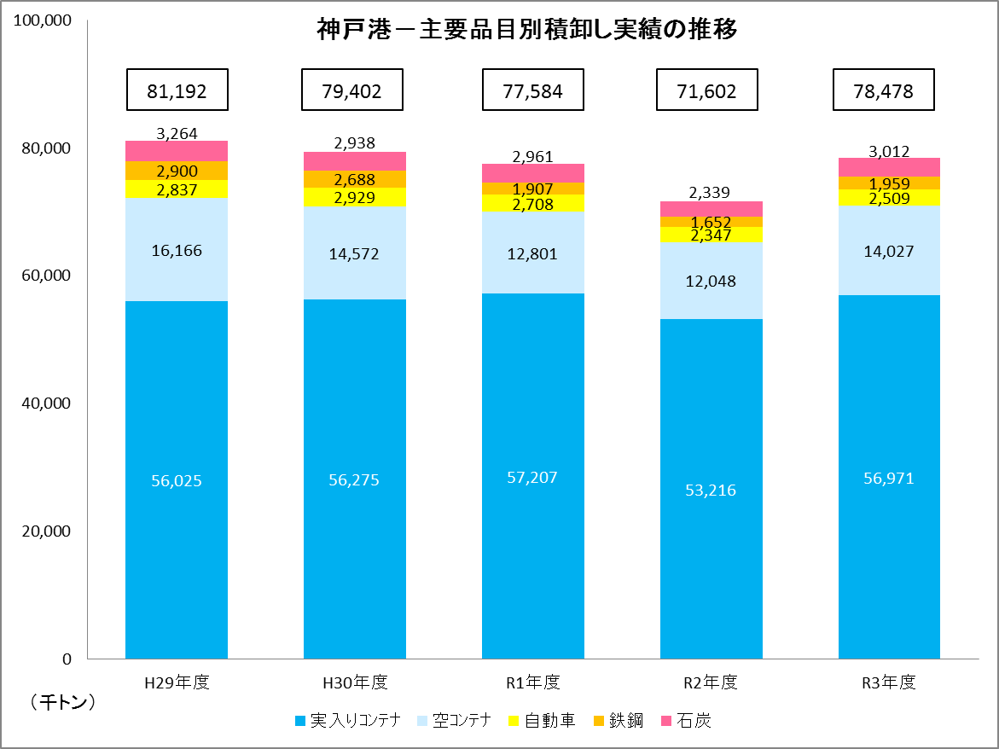 神戸港－主要品目別積卸し実績の推移
100,000
80,000
60,000
40,000
20,000
0
（千トン）
81,192 79,402 77,584 71,602 78,478
3,264 2,938 2,961 2,339 3,012
2,900 2,688 1,907 1,652 1,959
2,837 2,929 2,708 2,347 2,509
16,166 14,572 12,801 12,048 14,027
56,025 56,275 57,207 53,216 56,971
H29年度 H30年度 R1年度 R2年度 R3年度
実入りコンテナ 空コンテナ 自動車 鉄鋼 石炭